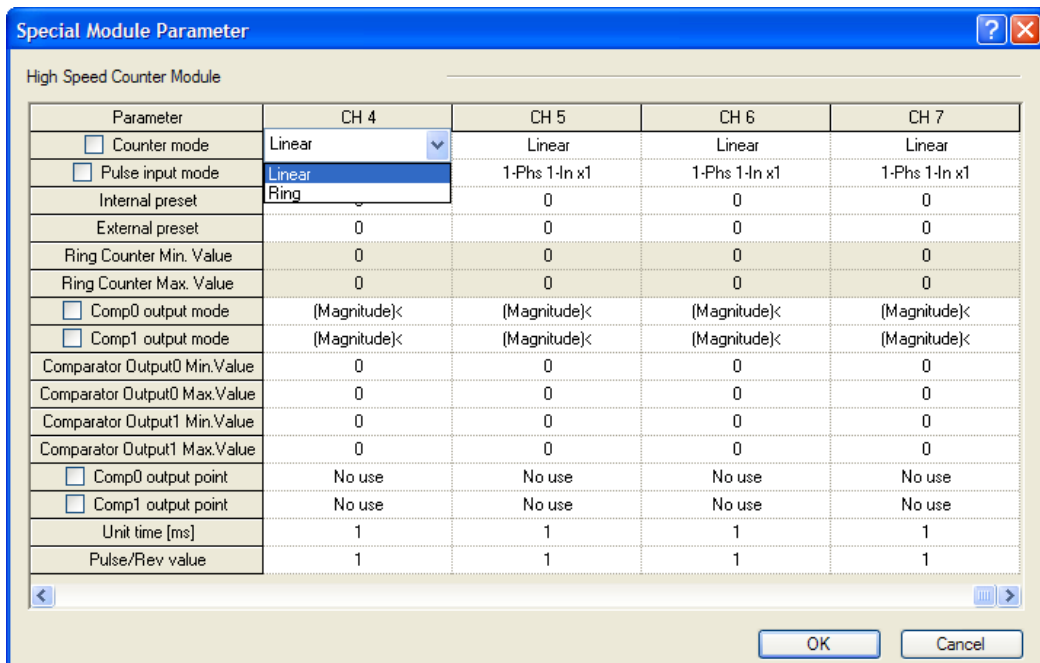 Special Module Parameter
High Speed Counter Module
Parameter CH 4 CH 5 CH 6 CH 7
Counter mode Linear Linear Linear Linear
Pulse input mode Linear 1-Phs 1-In x1 1-Phs 1-In x1 1-Phs 1-In x1
Ring
Internal preset 0 0 0
External preset 0 0 0 0
Ring Counter Min. Value 0 0 0 0
Ring Counter Max. Value 0 0 0 0
Comp0 output mode (Magnitude)< (Magnitude)< (Magnitude)< (Magnitude)<
Comp1 output mode (Magnitude)< (Magnitude)< (Magnitude)< (Magnitude)<
Comparator Output0 Min.Value 0 0 0 0
Comparator Output0 Max.Value 0 0 0 0
Comparator Output1 Min.Value 0 0 0 0
Comparator Output1 Max.Value 0 0 0 0
Comp0 output point No use No use No use No use
Comp1 output point No use No use No use No use
Unit time [ms] 1 1 1 1
Pulse/Rev value 1 1 1 1
OK Cancel